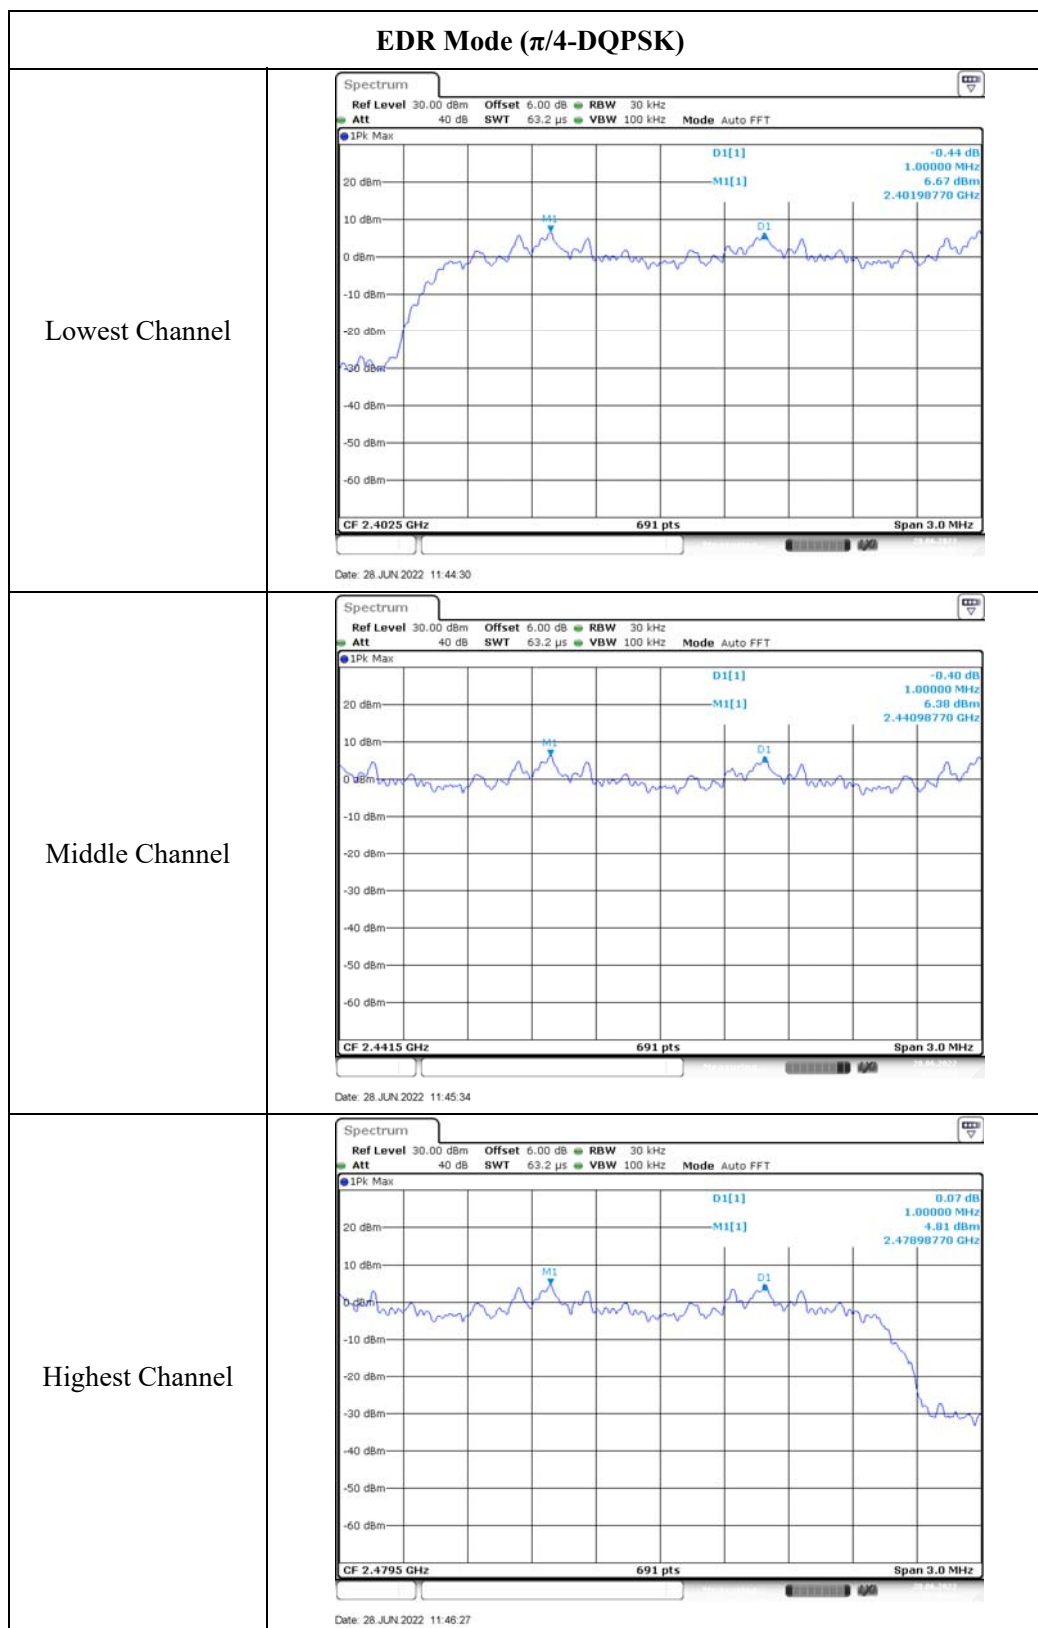 EDR Mode (π/4-DQPSK)
Lowest Channel
Spectrum
Ref Level 30.00 dBm Offset 6.00 dB RBW 30 kHz
Att 40 dB SWT 63.2 µs VBW 100 kHz Mode Auto FFT
1Pk Max
D1[1] -0.44 dB
1.00000 MHz
20 dBm M1[1] 6.67 dBm
2.40198770 GHz
10 dBm
M1
D1
0 dBm
-10 dBm
-20 dBm
-30 dBm
-40 dBm
-50 dBm
-60 dBm
CF 2.4025 GHz 691 pts Span 3.0 MHz
Date: 28.JUN.2022 11:44:30
Middle Channel
Spectrum
Ref Level 30.00 dBm Offset 6.00 dB RBW 30 kHz
Att 40 dB SWT 63.2 µs VBW 100 kHz Mode Auto FFT
1Pk Max
D1[1] -0.40 dB
1.00000 MHz
20 dBm M1[1] 6.38 dBm
2.44098770 GHz
10 dBm
M1
D1
0 dBm
-10 dBm
-20 dBm
-30 dBm
-40 dBm
-50 dBm
-60 dBm
CF 2.4415 GHz 691 pts Span 3.0 MHz
Date: 28.JUN.2022 11:45:34
Highest Channel
Spectrum
Ref Level 30.00 dBm Offset 6.00 dB RBW 30 kHz
Att 40 dB SWT 63.2 µs VBW 100 kHz Mode Auto FFT
1Pk Max
D1[1] 0.07 dB
1.00000 MHz
20 dBm M1[1] 4.81 dBm
2.47898770 GHz
10 dBm
M1
D1
0 dBm
-10 dBm
-20 dBm
-30 dBm
-40 dBm
-50 dBm
-60 dBm
CF 2.4795 GHz 691 pts Span 3.0 MHz
Date: 28.JUN.2022 11:46:27